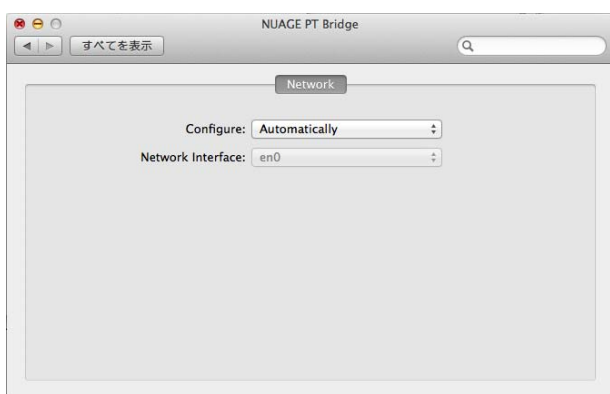 NUAGE PT Bridge
すべてを表示
Network
Configure: Automatically
Network Interface: en0